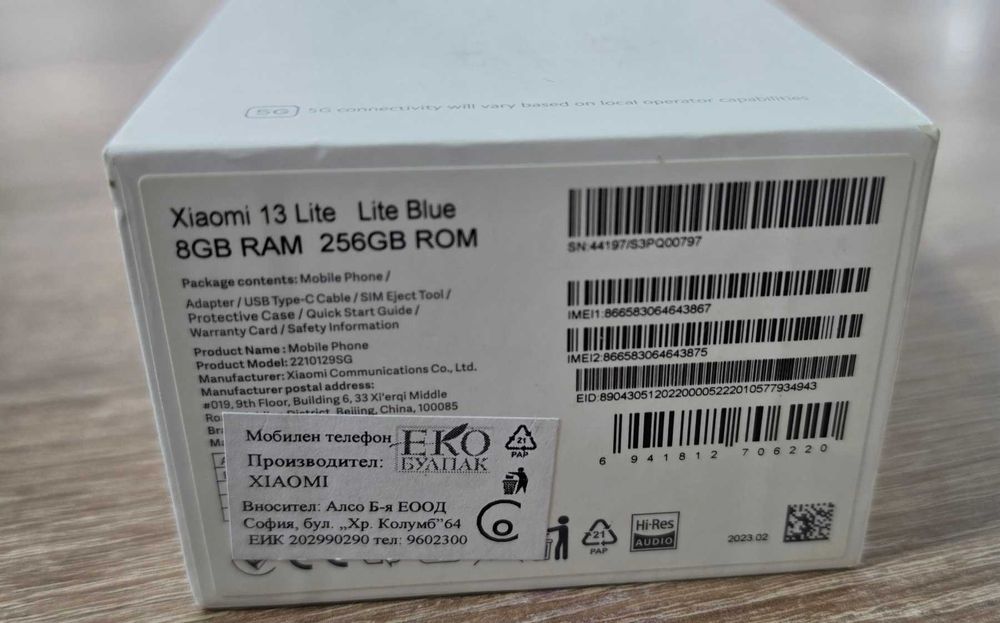 5G 5G connectivity will vary based on local operator capabilities
Xiaomi 13 Lite Lite Blue
8GB RAM 256GB ROM
Package contents: Mobile Phone /
Adapter / USB Type-C Cable / SIM Eject Tool /
Protective Case / Quick Start Guide /
Warranty Card / Safety Information
Product Name : Mobile Phone
Product Model: 2210129SG
Manufacturer: Xiaomi Communications Co., Ltd.
Manufacturer postal address:
#019, 9th Floor, Building 6, 33 Xi'erqi Middle
District, Beijing, China, 100085
SN:44197/S3PQ00797
IMEI1:866583064643867
IMEI2:866583064643875
EID:89043051202200005222010577934943
6 941812 706220
Мобилен телефон
ЕКО
БУЛПАК
Производител:
XIAOMI
Вносител: Алсо Б-я ЕООД
София, бул. „Хр. Колумб"64
ЕИК 202990290 тел: 9602300
21
PAP
21
PAP
Hi-Res
AUDIO
2023.02